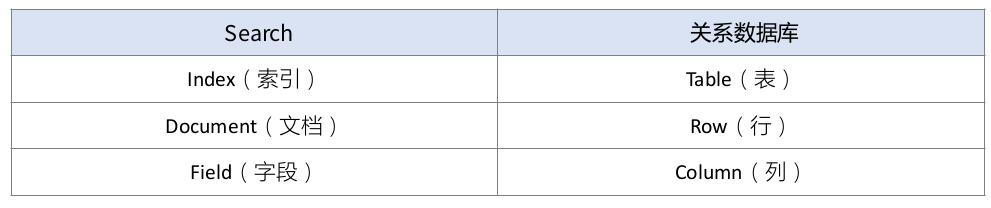 Search 关系数据库
Index（索引） Table（表）
Document（文档） Row（行）
Field（字段） Column（列）